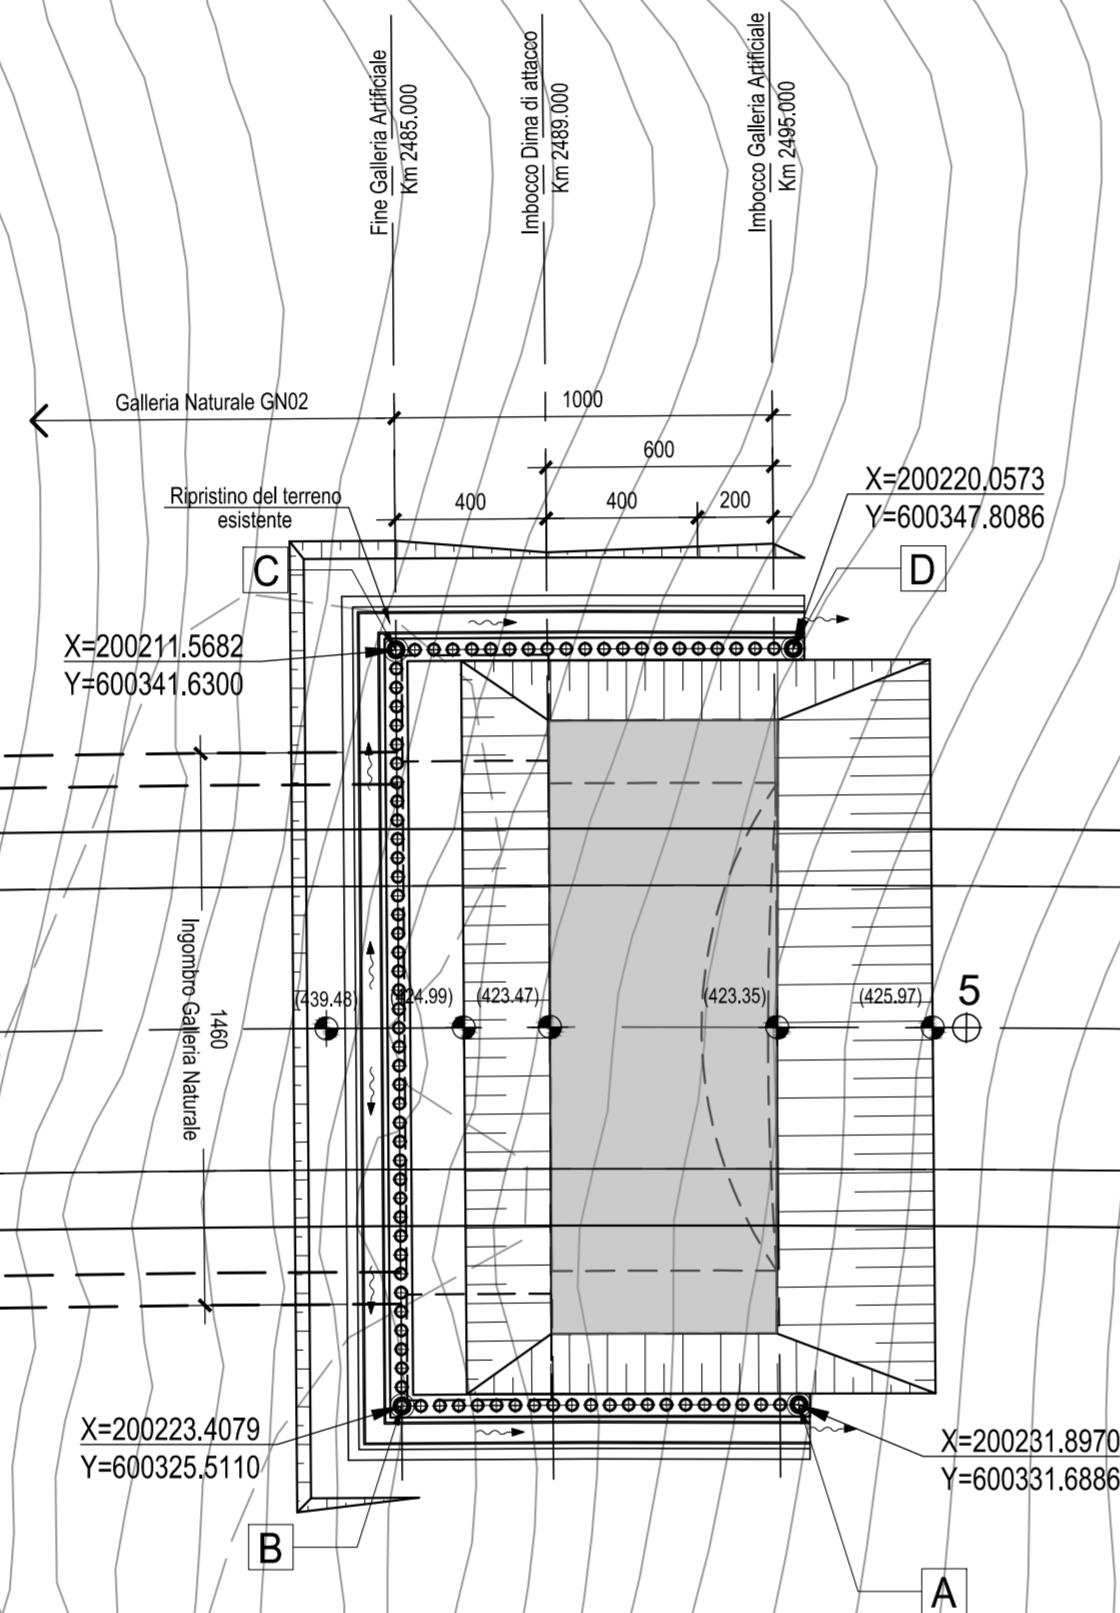 Fine Galleria Artificiale
Km 2485.000
Imbocco Dima di attacco
Km 2489.000
Imbocco Galleria Artificiale
Km 2495.000
Galleria Naturale GN02
1000
600
400
400
200
Ripristino del terreno
esistente
X=200220.0573
Y=600347.8086
C
D
X=200211.5682
Y=600341.6300
Ingombro Galleria Naturale
1460
(439.48)
(424.99)
(423.47)
(423.35)
(425.97)
5
X=200223.4079
Y=600325.5110
X=200231.8970
Y=600331.6886
B
A